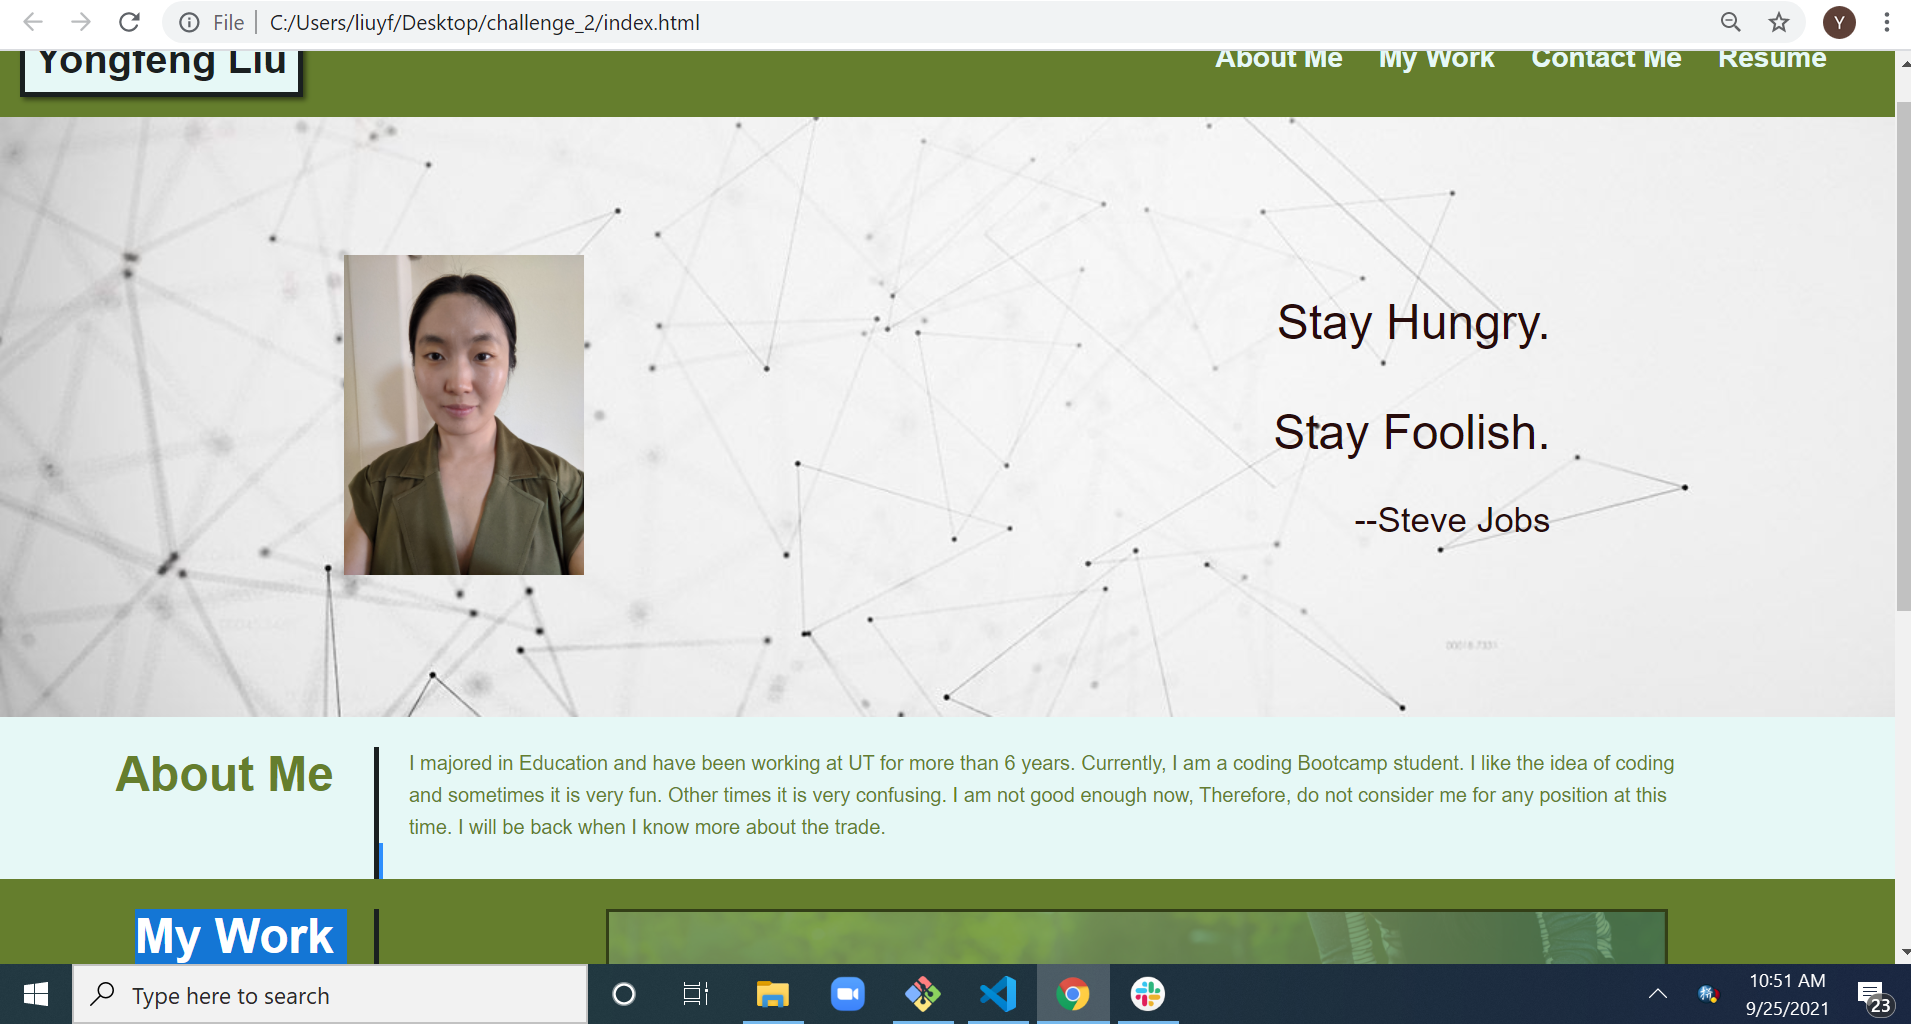 File
C:/Users/liuyf/Desktop/challenge_2/index.html
Y
Yongfeng Liu
About Me
My Work
Contact Me
Resume
Stay Hungry.
Stay Foolish.
--Steve Jobs
About Me
I majored in Education and have been working at UT for more than 6 years. Currently, I am a coding Bootcamp student. I like the idea of coding
and sometimes it is very fun. Other times it is very confusing. I am not good enough now, Therefore, do not consider me for any position at this
time. I will be back when I know more about the trade.
My Work
Type here to search
10:51 AM
9/25/2021
23